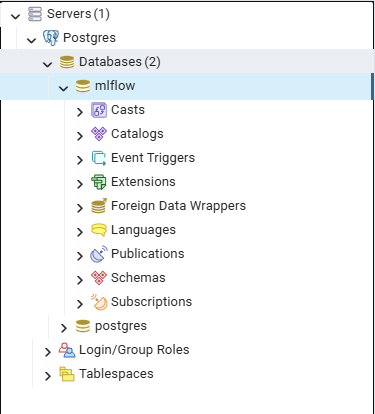 Servers (1)
Postgres
Databases (2)
mlflow
Casts
Catalogs
Event Triggers
Extensions
Foreign Data Wrappers
Languages
Publications
Schemas
Subscriptions
postgres
Login/Group Roles
Tablespaces